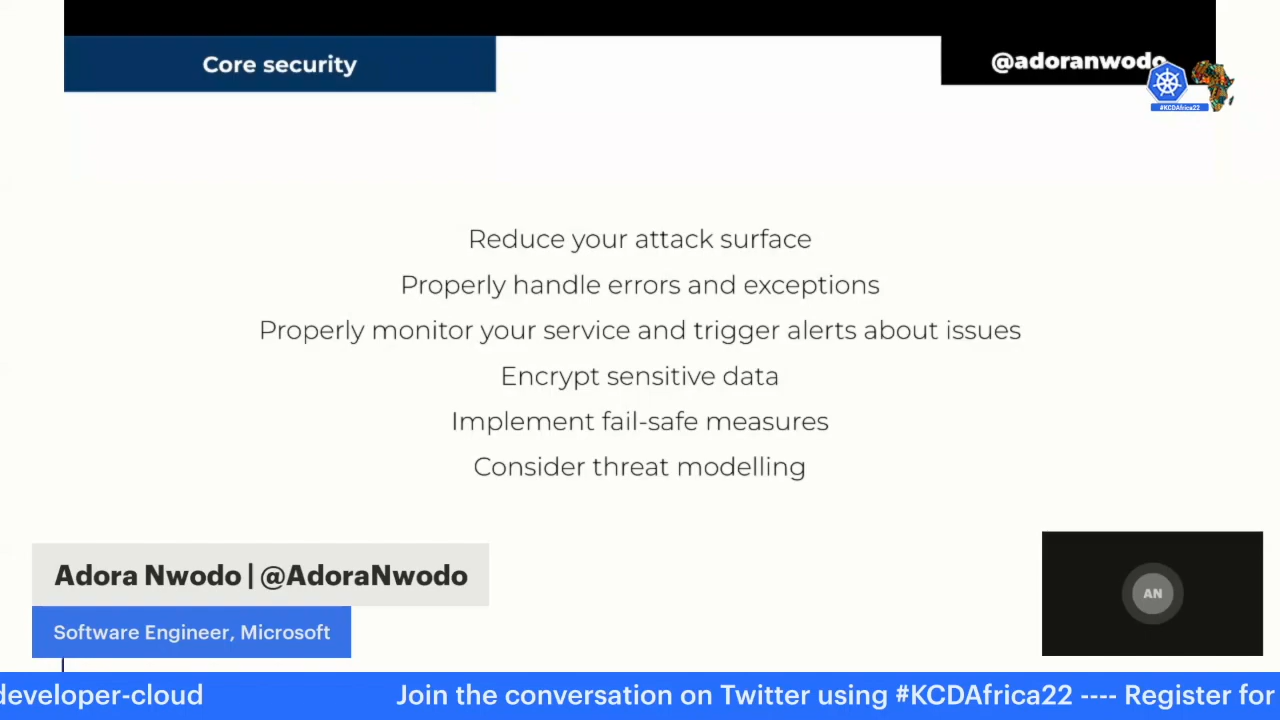 Core security
@adoranwodo
#KCDAfrica22
Reduce your attack surface
Properly handle errors and exceptions
Properly monitor your service and trigger alerts about issues
Encrypt sensitive data
Implement fail-safe measures
Consider threat modelling
Adora Nwodo | @AdoraNwodo
AN
Software Engineer, Microsoft
developer-cloud Join the conversation on Twitter using #KCDAfrica22 ---- Register for